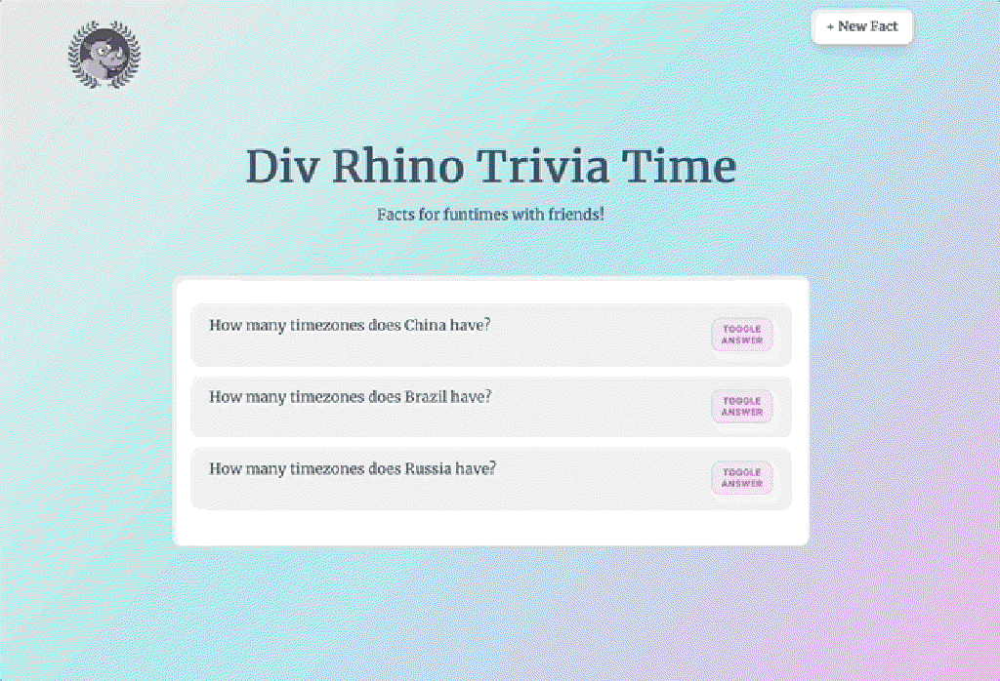 + New Fact
Div Rhino Trivia Time
Facts for funtimes with friends!
How many timezones does China have?
TOGGLE
ANSWER
How many timezones does Brazil have?
TOGGLE
ANSWER
How many timezones does Russia have?
TOGGLE
ANSWER